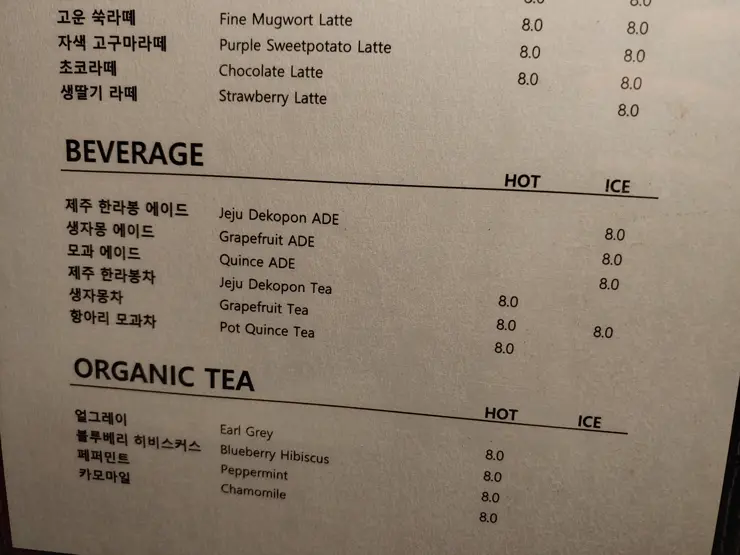 8.0 8.0
고운 쑥라떼 Fine Mugwort Latte 8.0 8.0
자색 고구마라떼 Purple Sweetpotato Latte 8.0 8.0
초코라떼 Chocolate Latte 8.0 8.0
생딸기 라떼 Strawberry Latte 8.0
BEVERAGE HOT ICE
제주 한라봉 에이드 Jeju Dekopon ADE 8.0
생자몽 에이드 Grapefruit ADE 8.0
모과 에이드 Quince ADE 8.0
제주 한라봉차 Jeju Dekopon Tea 8.0
생자몽차 Grapefruit Tea 8.0 8.0
항아리 모과차 Pot Quince Tea 8.0
ORGANIC TEA HOT ICE
얼그레이 Earl Grey 8.0
블루베리 히비스커스 Blueberry Hibiscus 8.0
페퍼민트 Peppermint 8.0
카모마일 Chamomile 8.0